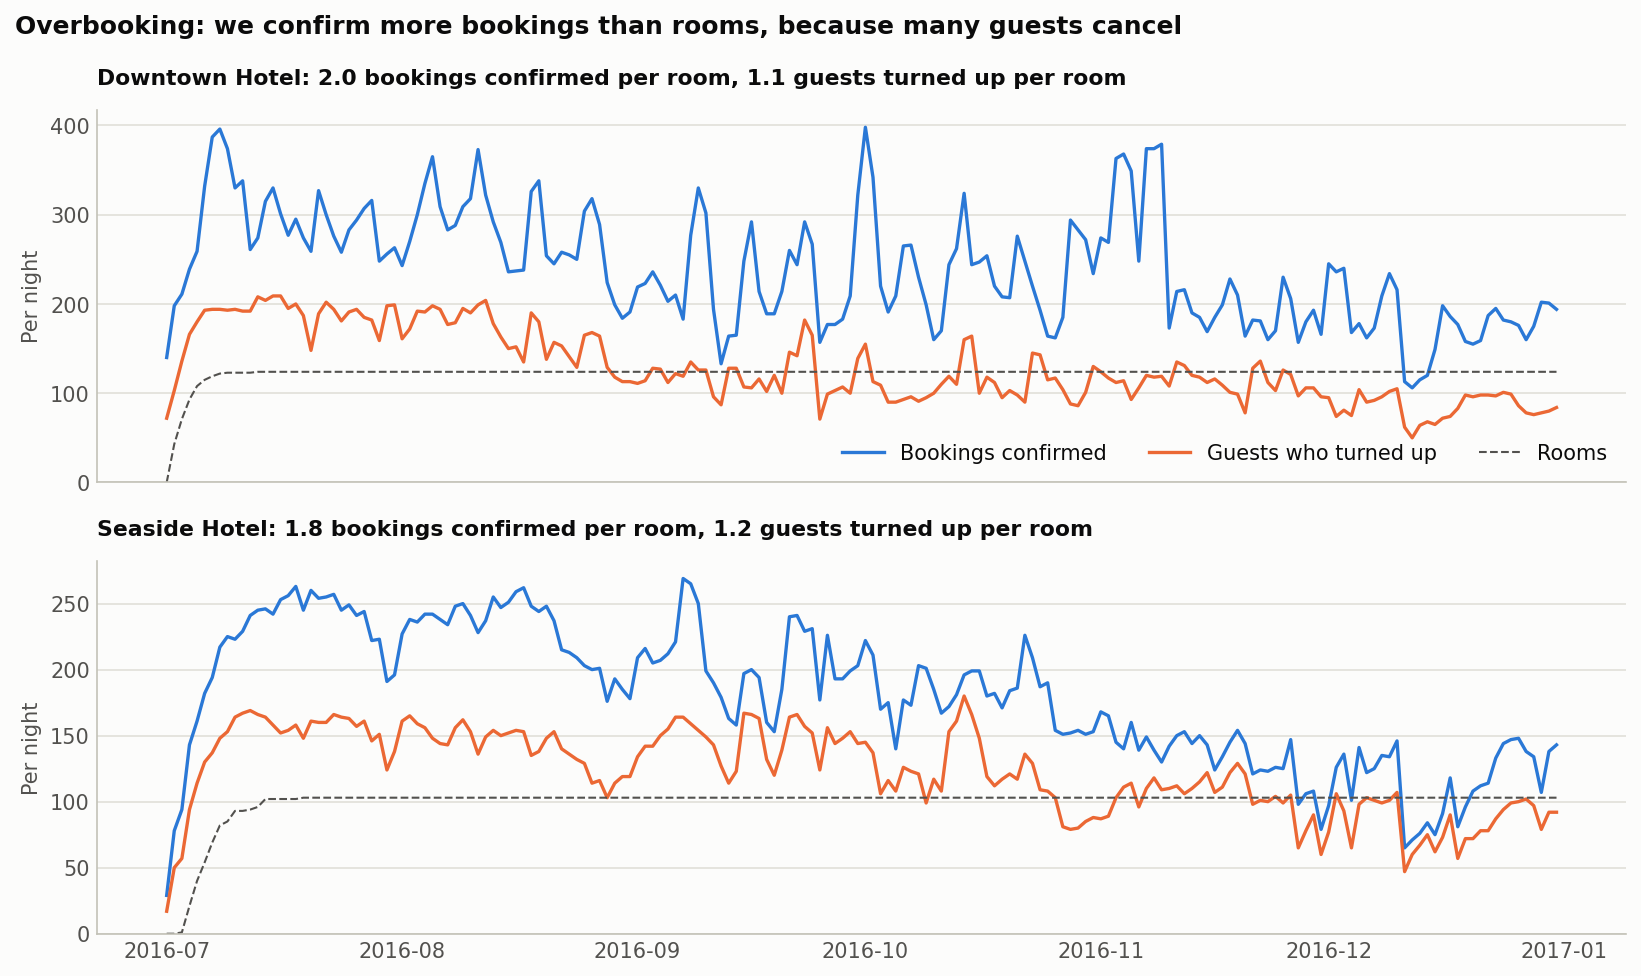 Overbooking: we confirm more bookings than rooms, because many guests cancel
Downtown Hotel: 2.0 bookings confirmed per room, 1.1 guests turned up per room
Per night
400
300
200
100
0
Bookings confirmed
Guests who turned up
Rooms
Seaside Hotel: 1.8 bookings confirmed per room, 1.2 guests turned up per room
Per night
250
200
150
100
50
0
2016-07
2016-08
2016-09
2016-10
2016-11
2016-12
2017-01